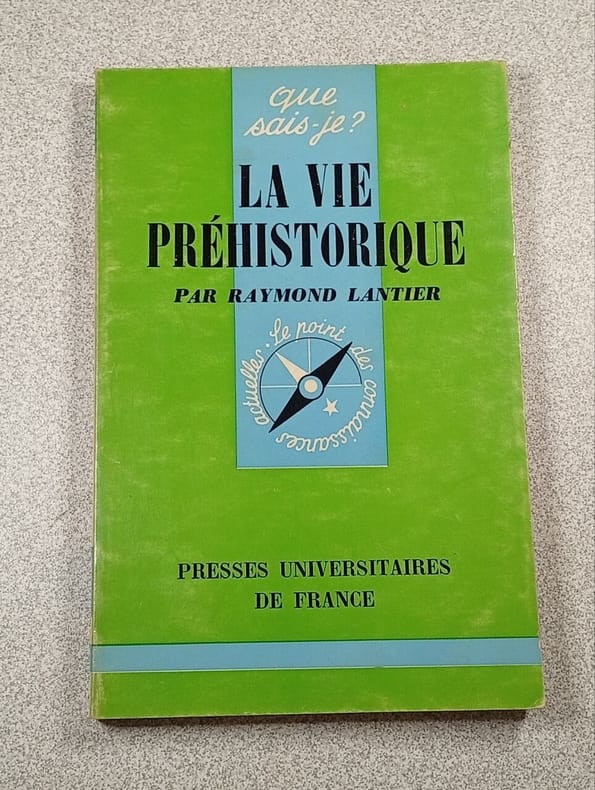 que
sais-je?
LA VIE
PRÉHISTORIQUE
PAR RAYMOND LANTIER
Le point des connaissances actuelles.
PRESSES UNIVERSITAIRES
DE FRANCE